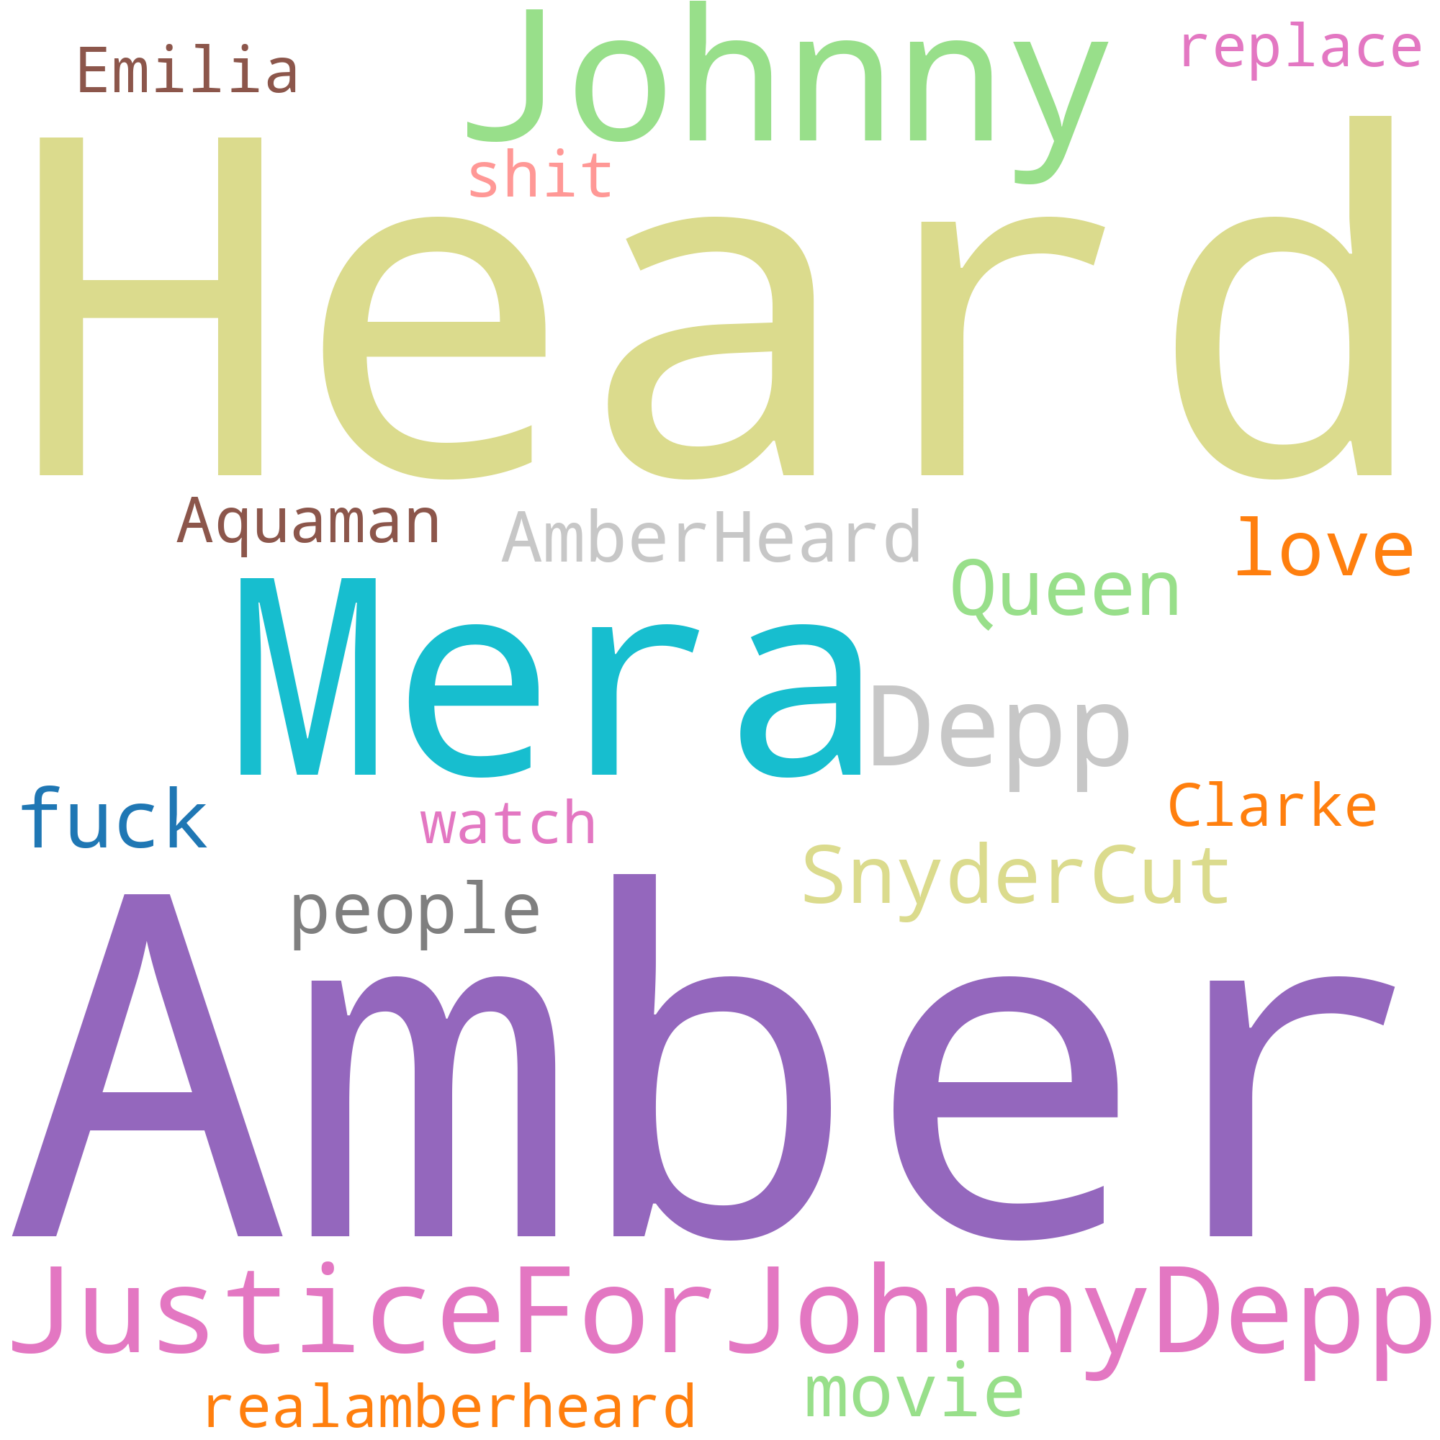 Johnny
replace
Emilia
shit
Heard
Aquaman
AmberHeard
love
Queen
Mera
Depp
fuck
watch
Clarke
SnyderCut
people
Amber
JusticeForJohnnyDepp
realamberheard
movie